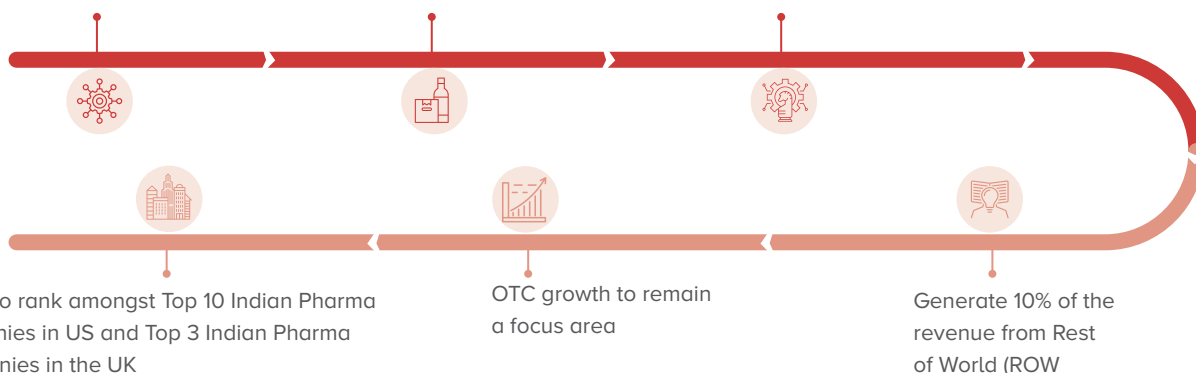 o rank amongst Top 10 Indian Pharma
nies in US and Top 3 Indian Pharma
nies in the UK
OTC growth to remain
a focus area
Generate 10% of the
revenue from Rest
of World (ROW